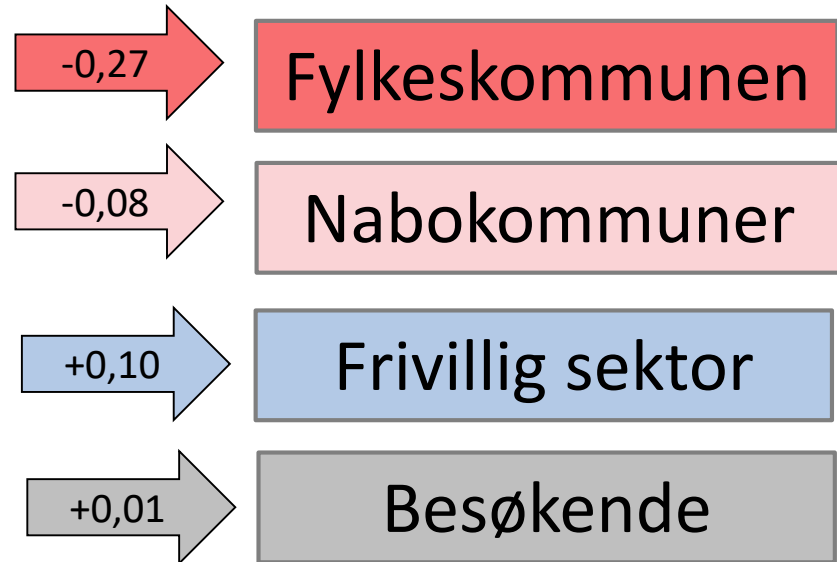 -0,27 Fylkeskommunen
-0,08 Nabokommuner
+0,10 Frivillig sektor
+0,01 Besøkende